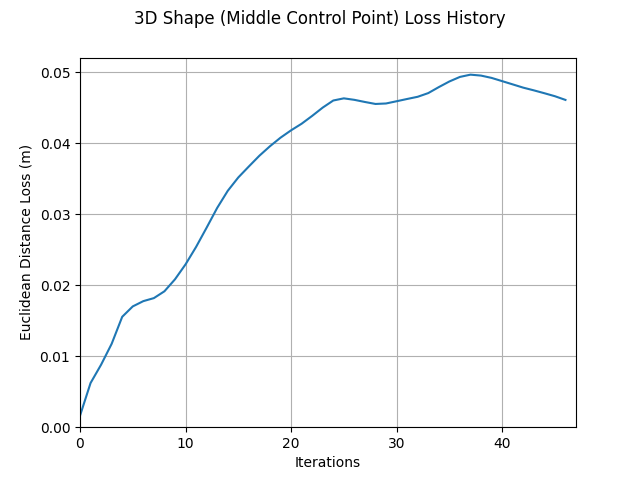 3D Shape (Middle Control Point) Loss History
0.05
0.04
0.03
0.02
0.01
0.00
Euclidean Distance Loss (m)
0 10 20 30 40
Iterations